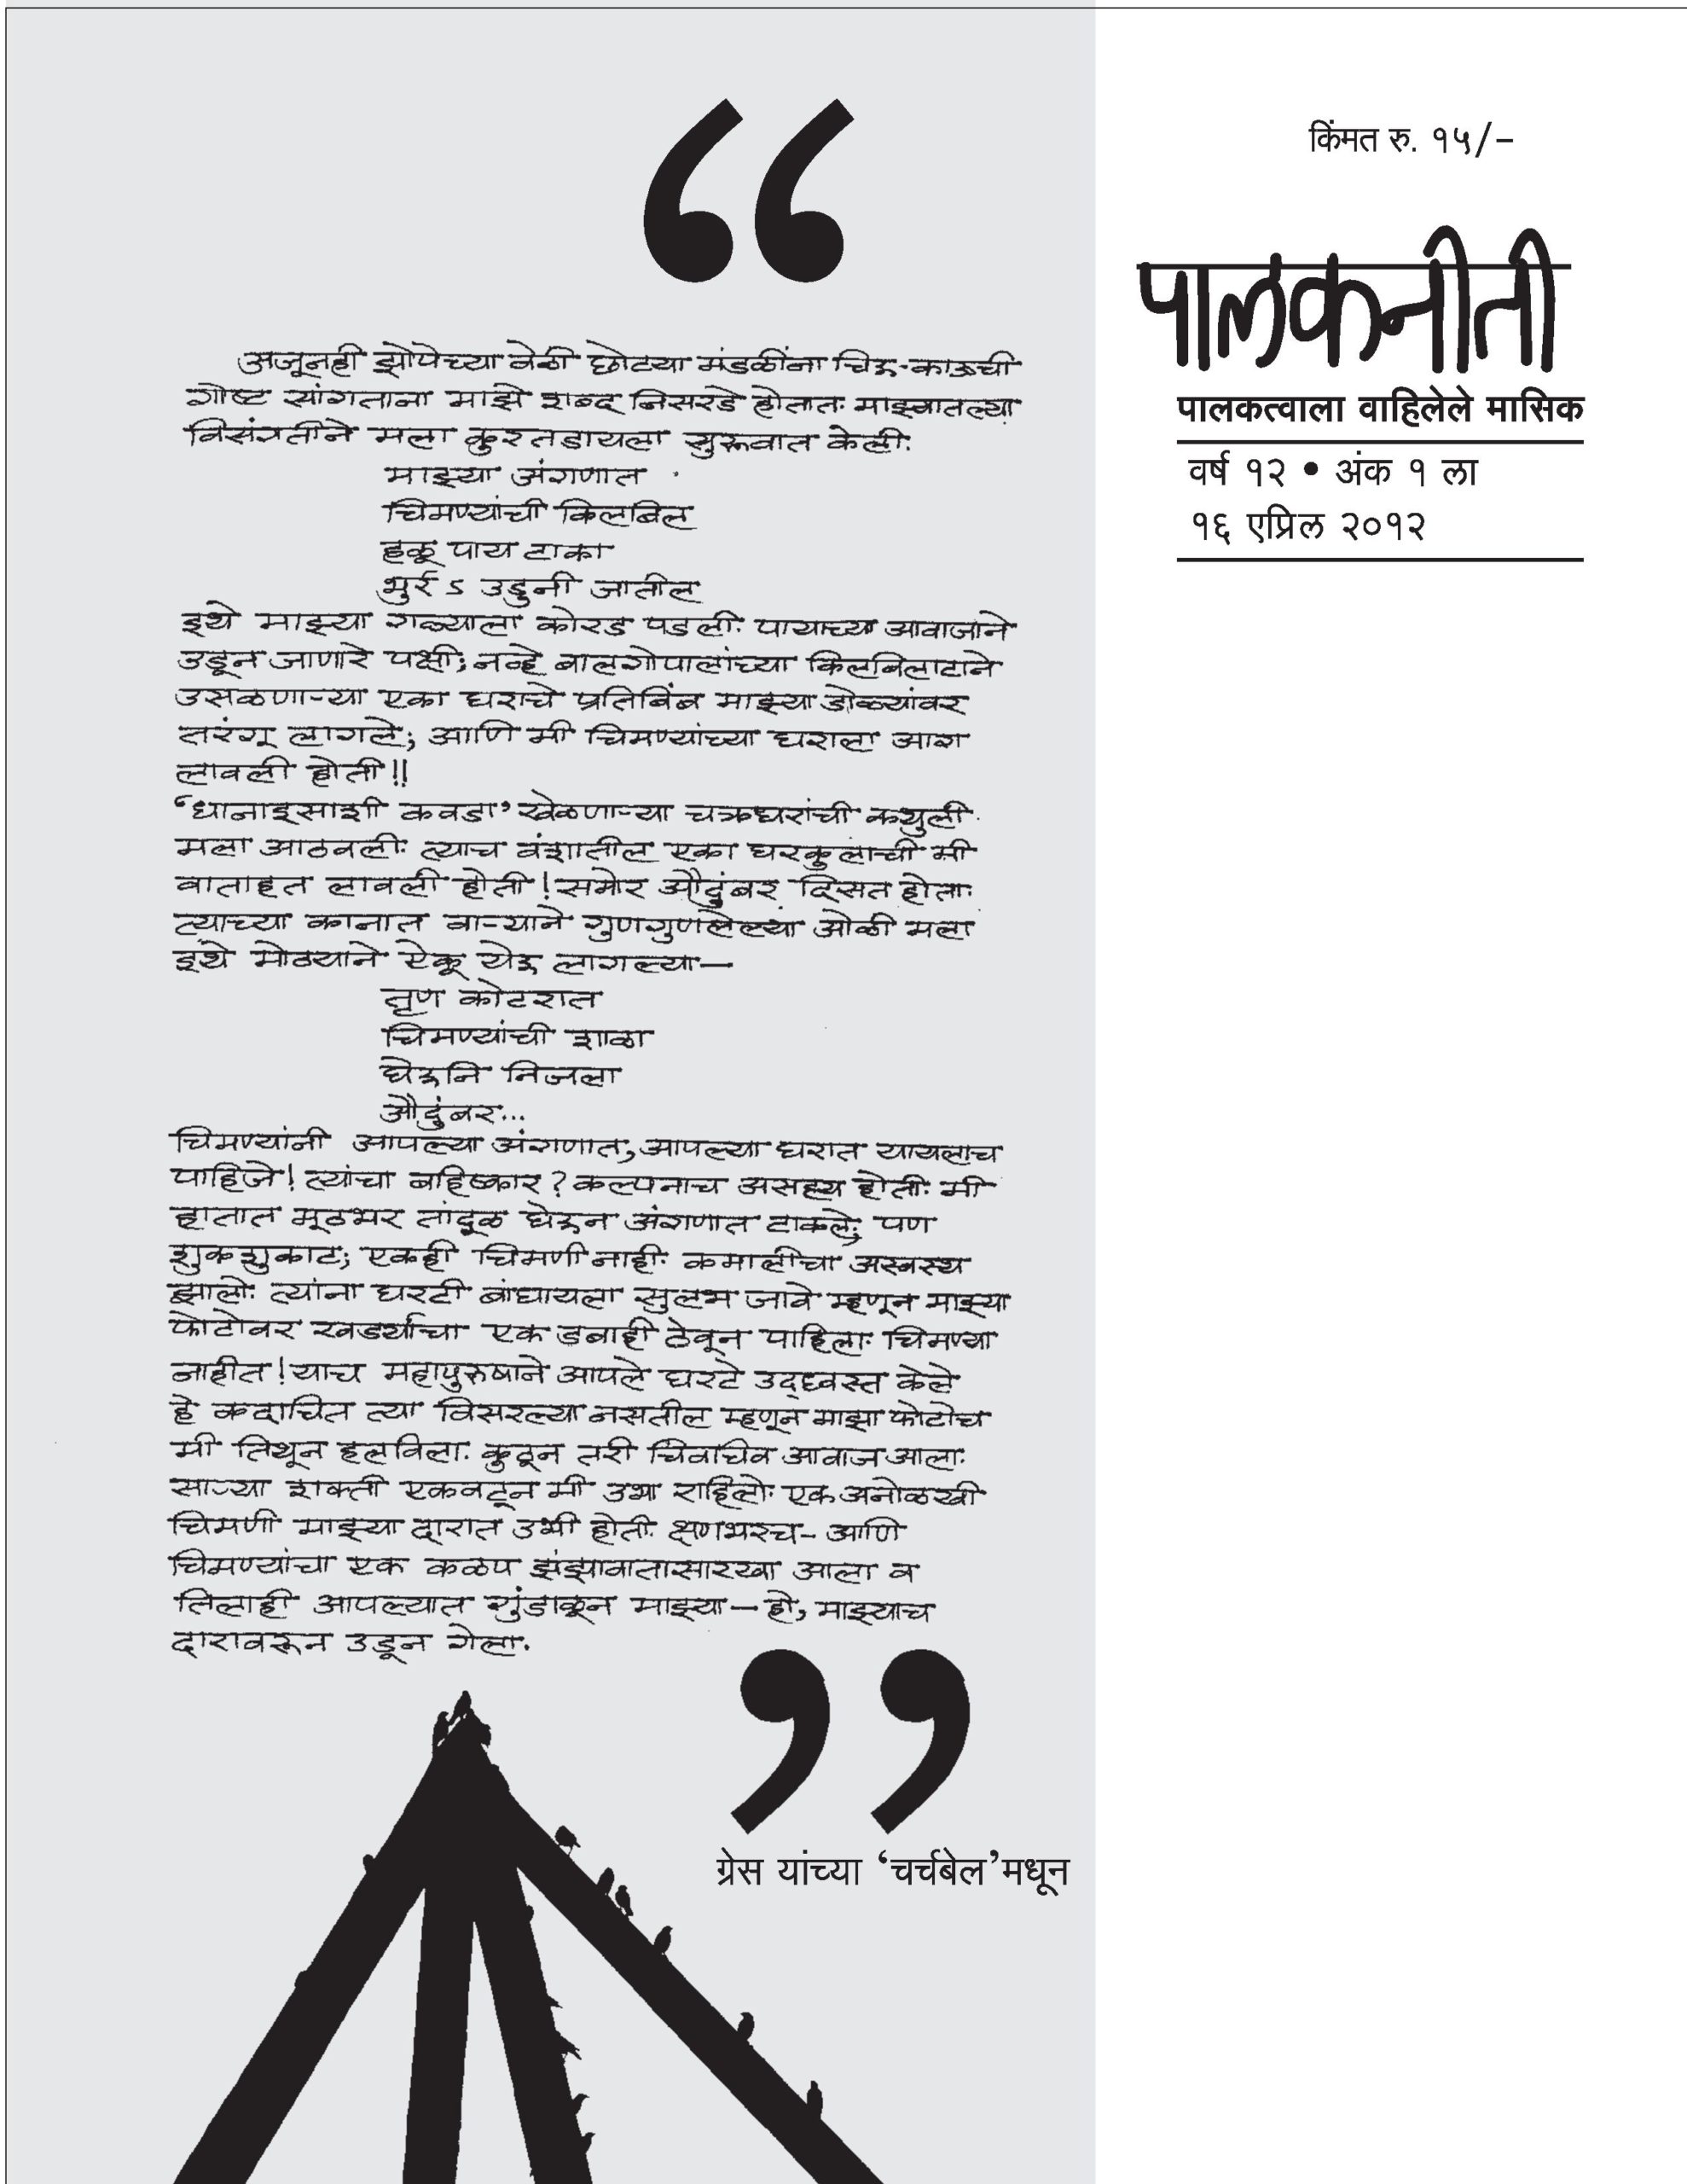 किंमत रु. १५/–
पालकनीती
पालकत्वाला वाहिलेले मासिक
वर्ष १२ • अंक १ ला
१६ एप्रिल २०१२
“
अजूनही झोपेच्या वेळी छोट्या मंडळींना चिऊ-काऊची
गोष्ट सांगताना माझे शब्द निसरडे होतात. माझ्यातल्या
विसंगतीने मला कुरतडायला सुरूवात केली.
माझ्या अंगणात
चिमण्यांची किलबिल
हळू पाय टाका
भुर्र ऽ उडुनी जातील
इथे माझ्या गळ्याला कोरड पडली. पायाच्या आवाजाने
उडून जाणारे पक्षी; नव्हे बालगोपालांच्या किलबिलाटाने
उसळणाऱ्या एका घराचे प्रतिबिंब माझ्या डोळ्यांवर
तरंगू लागले; आणि मी चिमण्यांच्या घराला आग
लावली होती!!
‘धानाइसाशी कवडा’ खेळणाऱ्या चक्रधरांची कथुली
मला आठवली. त्याच वंशातील एका घरकुलाची मी
वाताहत लावली होती! समोर औदुंबर दिसत होता.
त्याच्या कानात वाऱ्याने गुणगुणलेल्या ओळी मला
इथे मोठ्याने ऐकू येऊ लागल्या—
तृण कोटरात
चिमण्यांची शाळा
घेऊनि निजला
औदुंबर...
चिमण्यांनी आपल्या अंगणात, आपल्या घरात यायलाच
पाहिजे! त्यांचा बहिष्कार? कल्पनाच असह्य होती. मी
हातात मूठभर तांदूळ घेऊन अंगणात टाकले; पण
शुकशुकाट; एकही चिमणी नाही. कमालीचा अस्वस्थ
झालो. त्यांना घरटी बांधायला सुलभ जावे म्हणून माझ्या
फोटोवर खर्ड्याचा एक डबाही ठेवून पाहिला. चिमण्या
नाहीत! याच महापुरुषाने आपले घरटे उद्ध्वस्त केले
हे कदाचित त्या विसरल्या नसतील म्हणून माझा फोटोच
मी तिथून हलविला. कुठून तरी चिवचिव आवाज आला.
साऱ्या शक्ती एकवटून मी उभा राहिलो. एक अनोळखी
चिमणी माझ्या दारात उभी होती. क्षणभरच- आणि
चिमण्यांचा एक कळप झंझावातासारखा आला व
तिलाही आपल्यात गुंडाळून माझ्या — हो, माझ्याच
दारावरून उडून गेला.
”
ग्रेस यांच्या ‘चर्चबेल’मधून